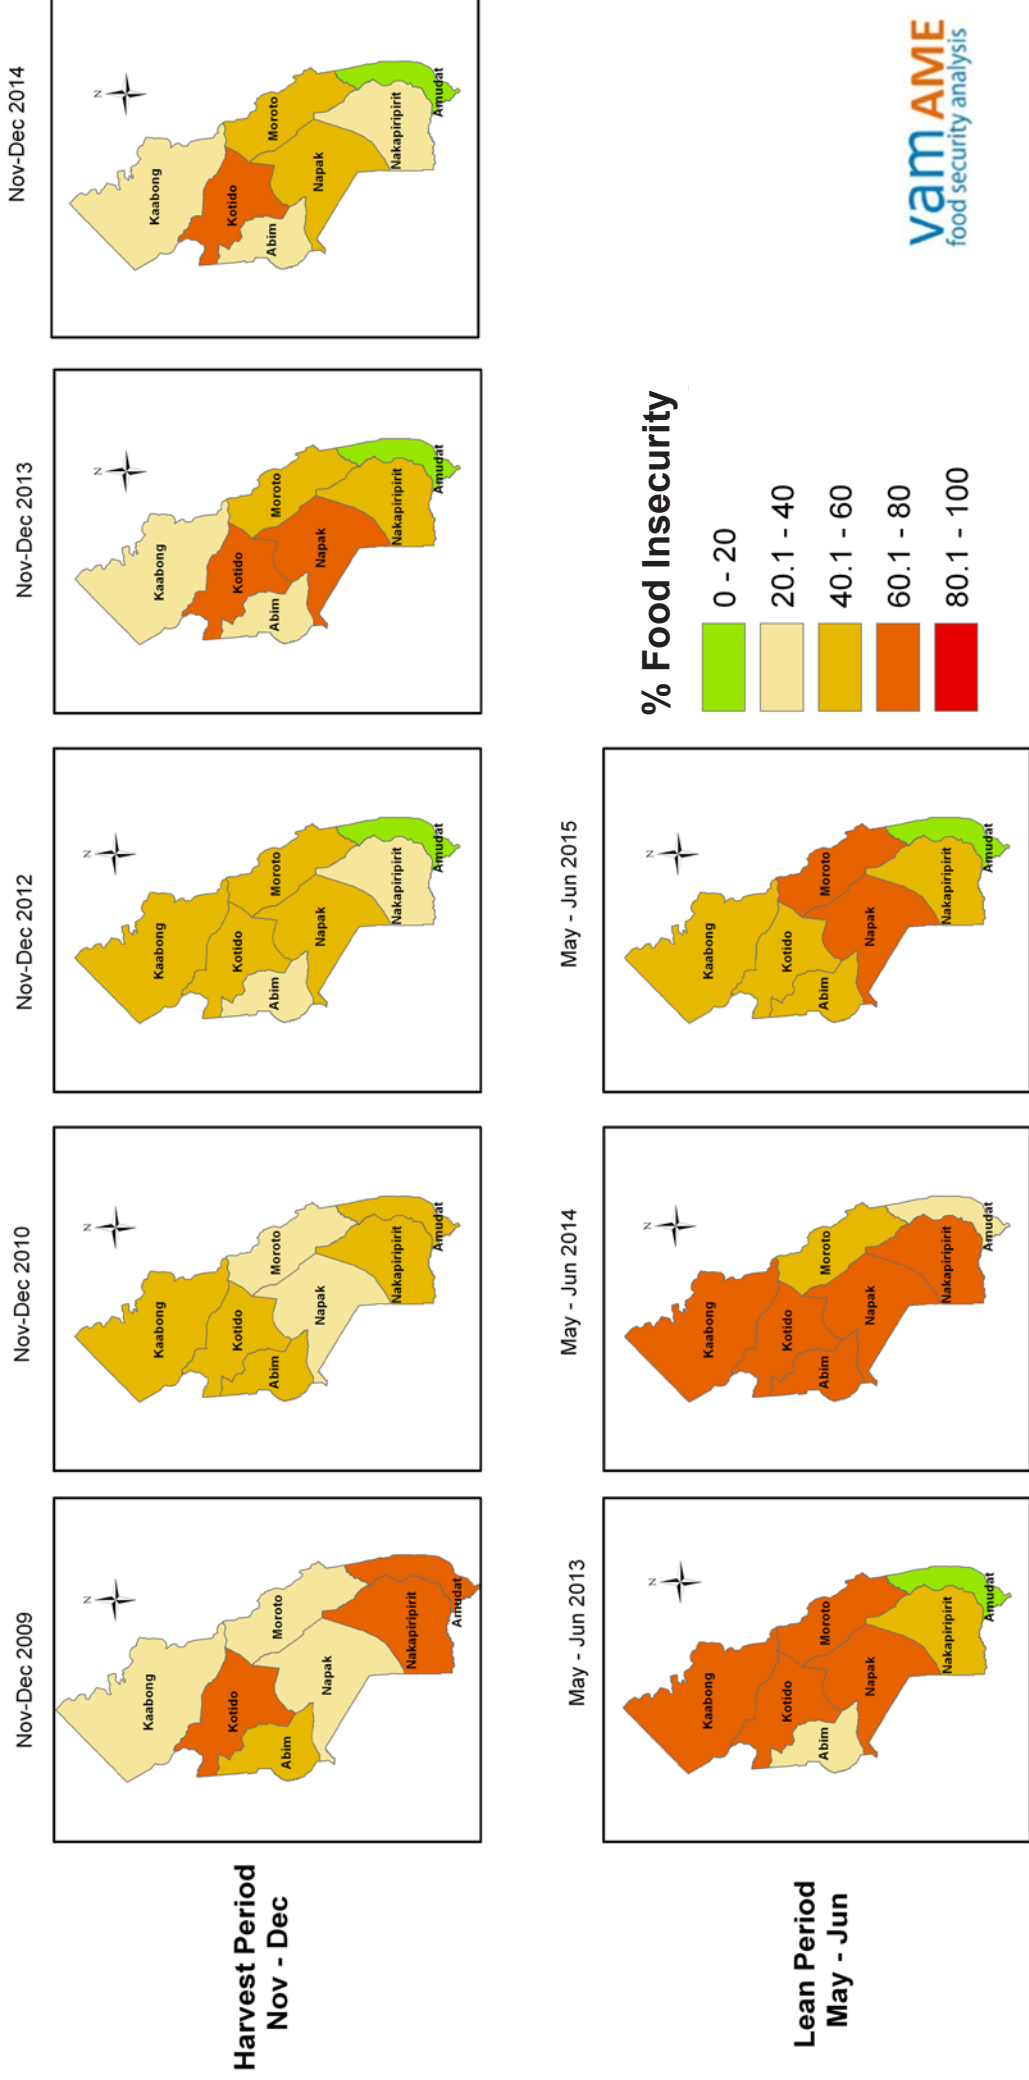 Harvest Period
Nov - Dec
Nov-Dec 2009
N
Kaabong
Kotido
Abim
Moroto
Napak
Nakapiripirit
Amudat
Nov-Dec 2010
N
Kaabong
Kotido
Abim
Moroto
Napak
Nakapiripirit
Amudat
Nov-Dec 2012
N
Kaabong
Kotido
Abim
Moroto
Napak
Nakapiripirit
Amudat
Nov-Dec 2013
N
Kaabong
Kotido
Abim
Moroto
Napak
Nakapiripirit
Amudat
Nov-Dec 2014
N
Kaabong
Kotido
Abim
Moroto
Napak
Nakapiripirit
Amudat
Lean Period
May - Jun
May - Jun 2013
N
Kaabong
Kotido
Abim
Moroto
Napak
Nakapiripirit
Amudat
May - Jun 2014
N
Kaabong
Kotido
Abim
Moroto
Napak
Nakapiripirit
Amudat
May - Jun 2015
N
Kaabong
Kotido
Abim
Moroto
Napak
Nakapiripirit
Amudat
% Food Insecurity
0 - 20
20.1 - 40
40.1 - 60
60.1 - 80
80.1 - 100
vam AME
food security analysis